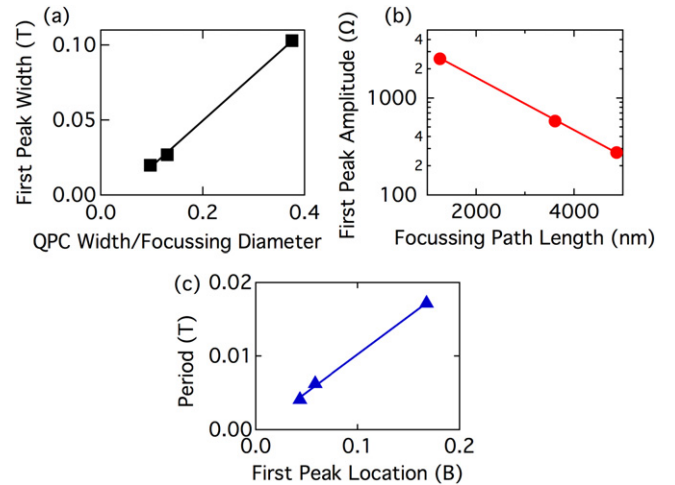 (a)
First Peak Width (T)
0.10
0.05
0.00
0.0
0.2
0.4
QPC Width/Focussing Diameter
(b)
First Peak Amplitude (Ω)
4
2
1000
4
2
100
2000
4000
Focussing Path Length (nm)
(c)
Period (T)
0.02
0.01
0.00
0.0
0.1
0.2
First Peak Location (B)